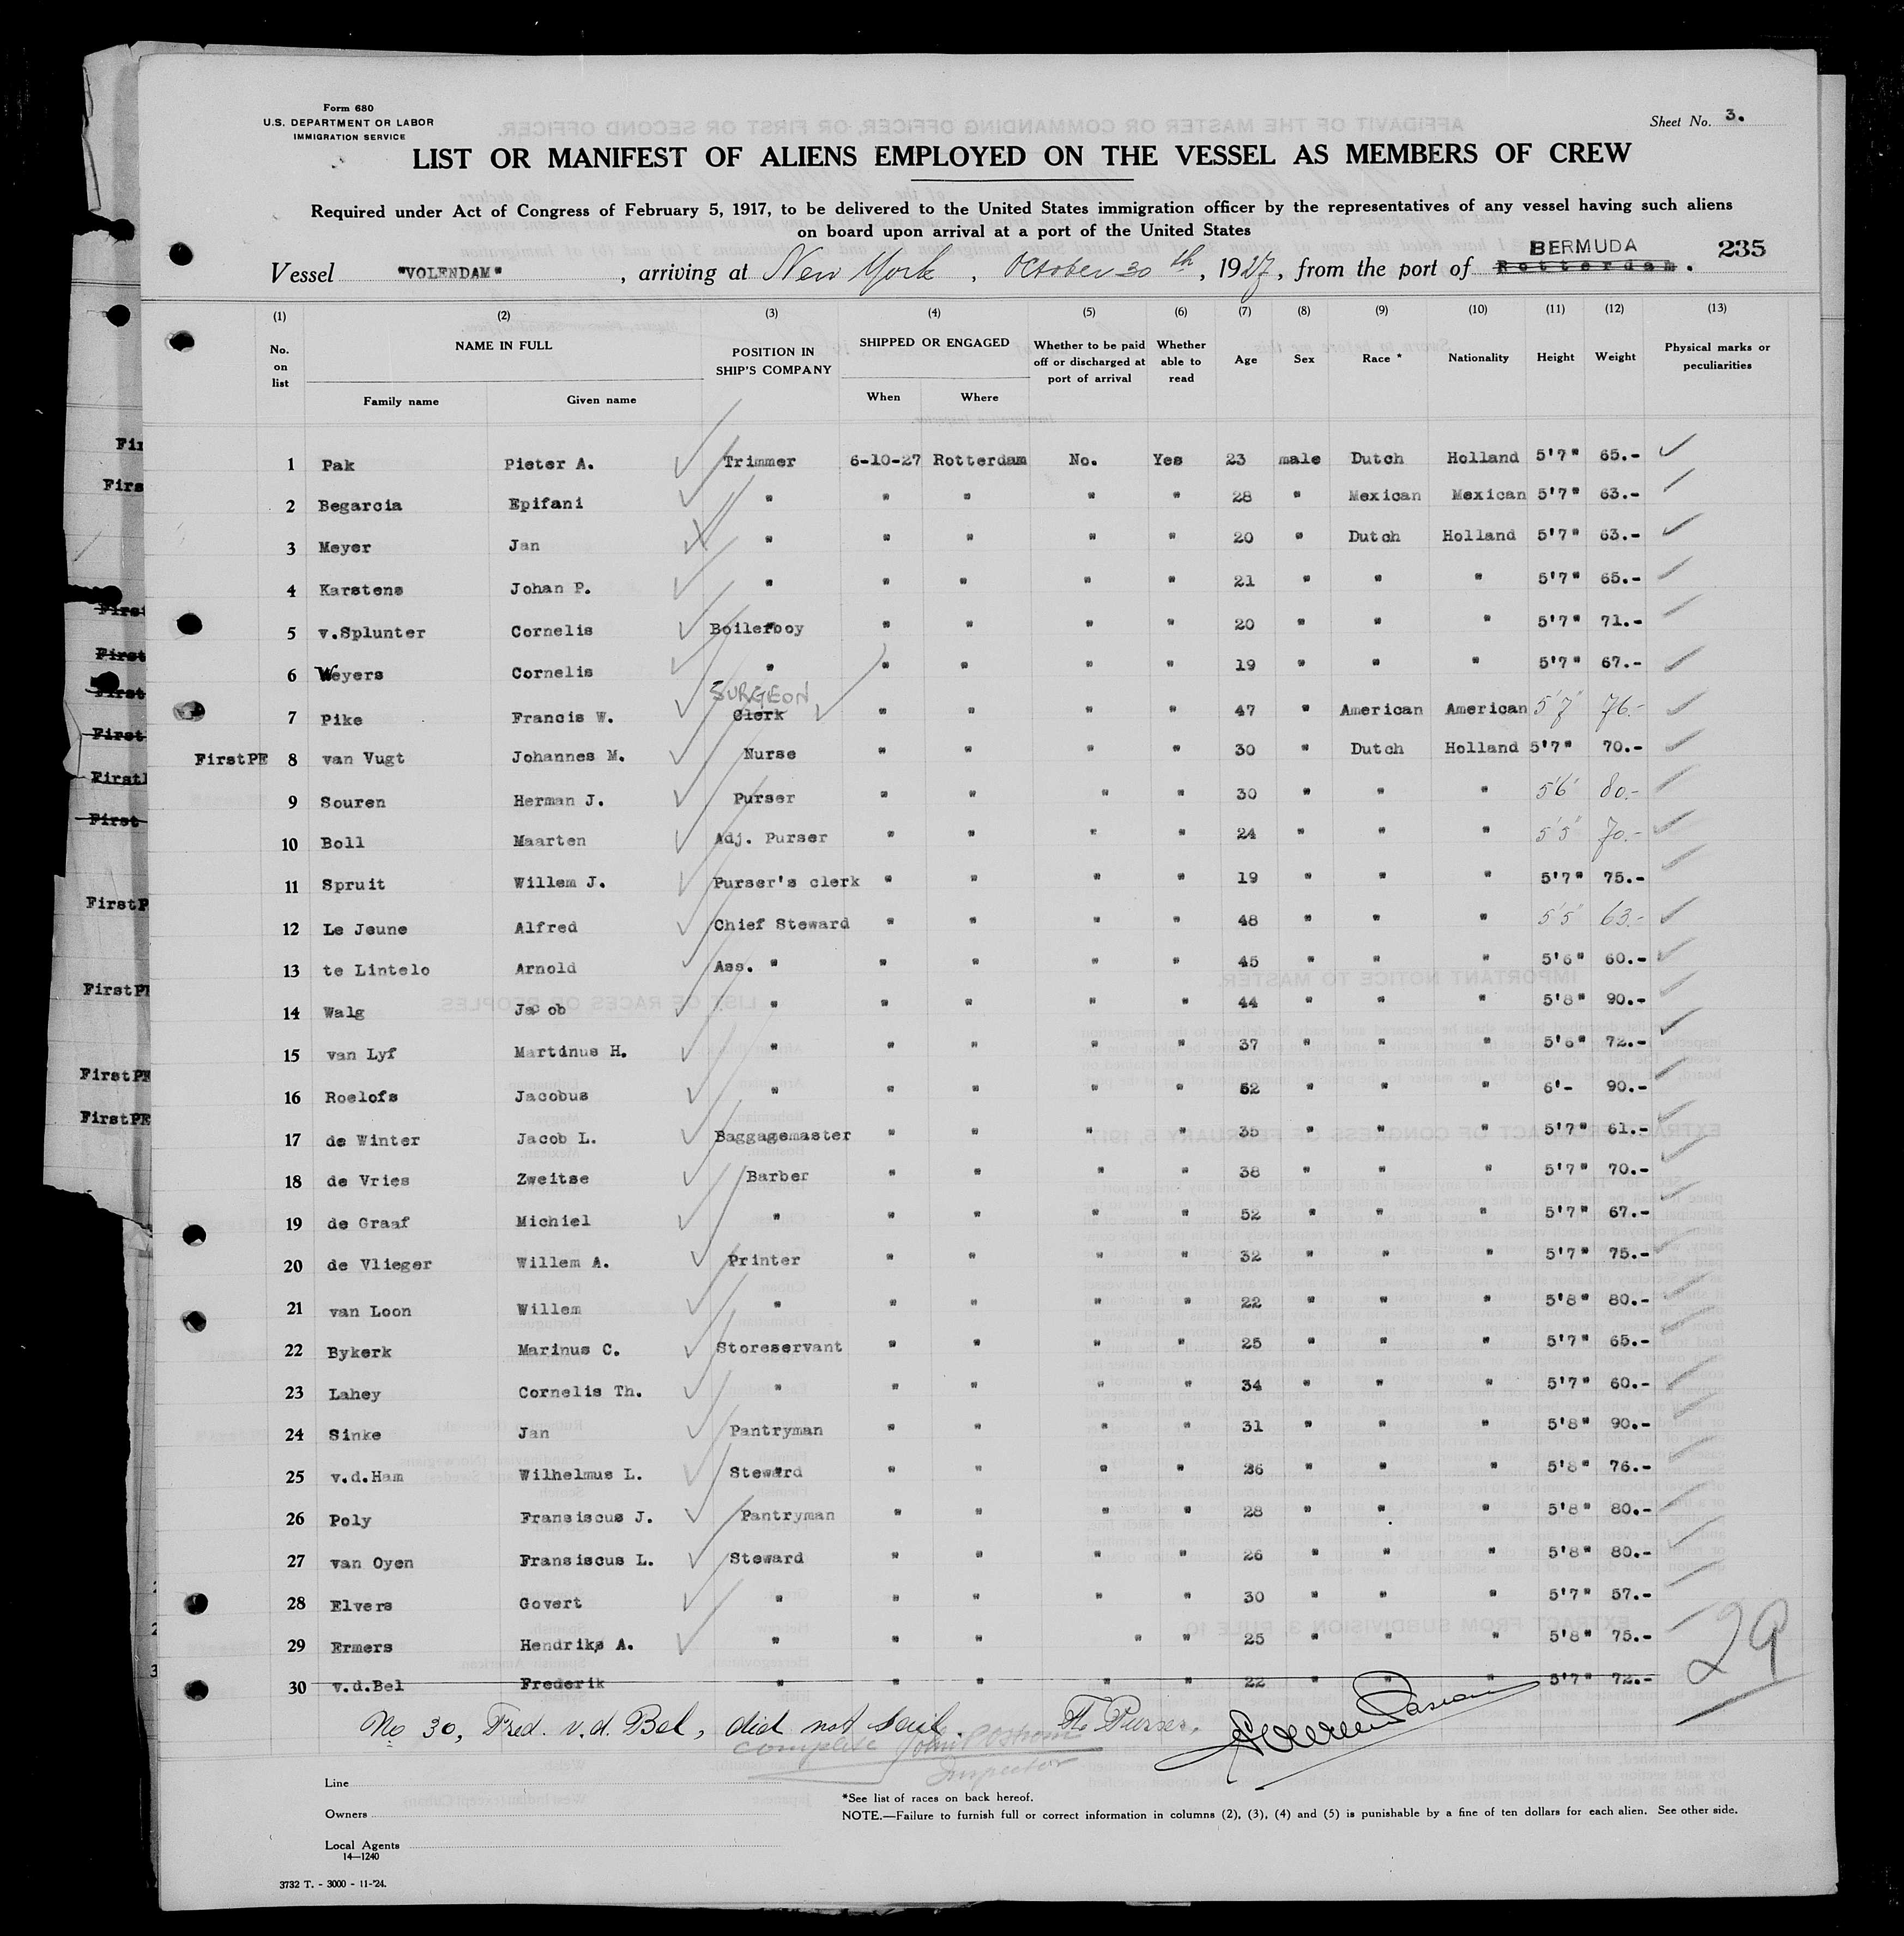 Form 680
U.S. DEPARTMENT OR LABOR
IMMIGRATION SERVICE
Sheet No. 3.
LIST OR MANIFEST OF ALIENS EMPLOYED ON THE VESSEL AS MEMBERS OF CREW
Required under Act of Congress of February 5, 1917, to be delivered to the United States immigration officer by the representatives of any vessel having such aliens
on board upon arrival at a port of the United States
BERMUDA 235
Vessel "VOLENDAM", arriving at New York, October 30th, 1927, from the port of Rotterdam.
(1) (2) (3) (4) (5) (6) (7) (8) (9) (10) (11) (12) (13)
No. on list NAME IN FULL POSITION IN SHIP'S COMPANY SHIPPED OR ENGAGED Whether to be paid off or discharged at port of arrival Whether able to read Age Sex Race * Nationality Height Weight Physical marks or peculiarities
Family name Given name When Where
1 Pak Pieter A. Trimmer 6-10-27 Rotterdam No. Yes 23 male Dutch Holland 5'7" 65.-
2 Begarcia Epifani " " " " " 28 " Mexican Mexican 5'7" 63.-
3 Meyer Jan " " " " " 20 " Dutch Holland 5'7" 63.-
4 Karstens Johan P. " " " " " 21 " " " 5'7" 65.-
5 v.Splunter Cornelis Boilerboy " " " " 20 " " " 5'7" 71.-
6 Weyers Cornelis " " " " " 19 " " " 5'7" 67.-
SURGEON
7 Pike Francis W. Clerk " " " " 47 " American American 5'7" 76.-
FirstPE 8 van Vugt Johannes M. Nurse " " " " 30 " Dutch Holland 5'7" 70.-
9 Souren Herman J. Purser " " " " 30 " " " 5'6" 80.-
10 Boll Maarten Adj. Purser " " " " 24 " " " 5'5" 70.-
11 Spruit Willem J. Purser's clerk " " " " 19 " " " 5'7" 75.-
12 Le Jeune Alfred Chief Steward " " " " 48 " " " 5'5" 63.-
13 te Lintelo Arnold Ass. " " " " " 45 " " " 5'6" 60.-
14 Walg Jacob " " " " " 44 " " " 5'8" 90.-
15 van Lyf Martinus H. " " " " " 37 " " " 5'6" 72.-
16 Roelofs Jacobus " " " " " 52 " " " 6'- 90.-
17 de Winter Jacob L. Baggagemaster " " " " 35 " " " 5'7" 61.-
18 de Vries Zweitse Barber " " " " 38 " " " 5'7" 70.-
19 de Graaf Michiel " " " " " 52 " " " 5'7" 67.-
20 de Vlieger Willem A. Printer " " " " 32 " " " 5'7" 75.-
21 van Loon Willem " " " " " 22 " " " 5'8" 80.-
22 Bykerk Marinus C. Storeservant " " " " 25 " " " 5'7" 65.-
23 Lahey Cornelis Th. " " " " " 34 " " " 5'7" 60.-
24 Sinke Jan Pantryman " " " " 31 " " " 5'8" 90.-
25 v.d.Ham Wilhelmus L. Steward " " " " 26 " " " 5'8" 76.-
26 Poly Fransiscus J. Pantryman " " " " 28 " " " 5'8" 80.-
27 van Oyen Fransiscus L. Steward " " " " 26 " " " 5'8" 80.-
28 Elvers Govert " " " " " 30 " " " 5'7" 57.-
29 Ermers Hendriks A. " " " " " 25 " " " 5'8" 75.-
30 v.d.Bel Frederik " " " " " 22 " " " 5'7" 72.-
29
No 30, Fred. v.d. Bel, did not sail. Purser.
complete John
Inspector
Line
Owners
Local Agents
14—1240
*See list of races on back hereof.
NOTE.—Failure to furnish full or correct information in columns (2), (3), (4) and (5) is punishable by a fine of ten dollars for each alien. See other side.
3732 T. - 3000 - 11-'24.